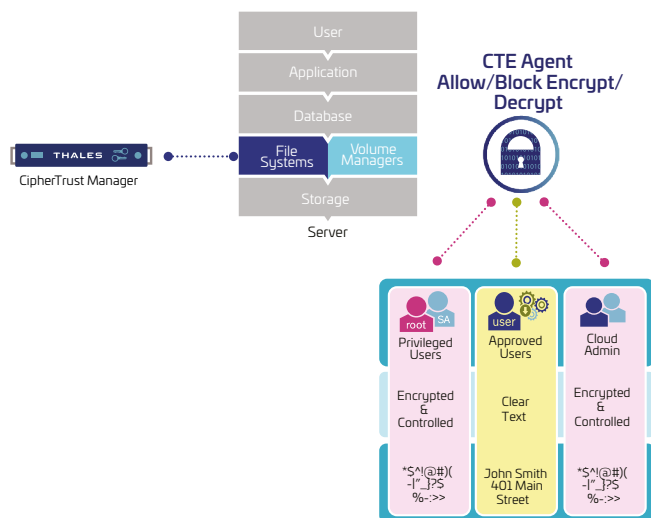 User
Application
Database
File
Systems
Volume
Managers
Storage
Server
THALES
CipherTrust Manager
CTE Agent
Allow/Block Encrypt/
Decrypt
root
SA
Privileged
Users
Encrypted
&
Controlled
*$^!@#)(
-|"_}?$
%-:>>
user
Approved
Users
Clear
Text
John Smith
401 Main
Street
Cloud
Admin
Encrypted
&
Controlled
*$^!@#)(
-|"_}?$
%-:>>